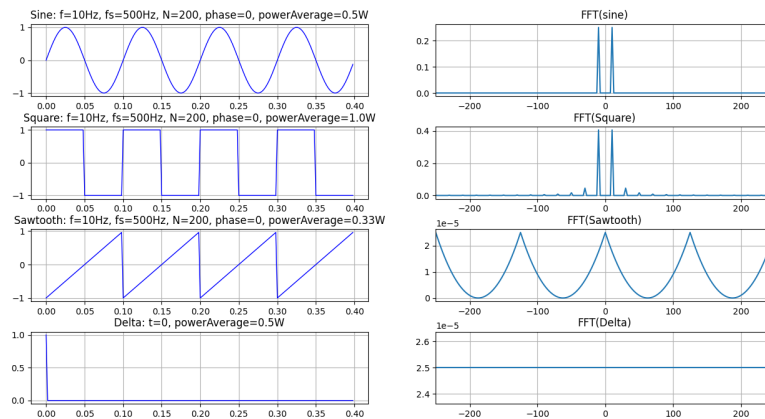 Sine: f=10Hz, fs=500Hz, N=200, phase=0, powerAverage=0.5W
1
0
−1
0.00 0.05 0.10 0.15 0.20 0.25 0.30 0.35 0.40
FFT(sine)
0.2
0.1
0.0
−200 −100 0 100 200
Square: f=10Hz, fs=500Hz, N=200, phase=0, powerAverage=1.0W
1
0
−1
0.00 0.05 0.10 0.15 0.20 0.25 0.30 0.35 0.40
FFT(Square)
0.4
0.2
0.0
−200 −100 0 100 200
Sawtooth: f=10Hz, fs=500Hz, N=200, phase=0, powerAverage=0.33W
1
0
−1
0.00 0.05 0.10 0.15 0.20 0.25 0.30 0.35 0.40
1e−5
FFT(Sawtooth)
2
1
0
−200 −100 0 100 200
Delta: t=0, powerAverage=0.5W
1.0
0.5
0.0
0.00 0.05 0.10 0.15 0.20 0.25 0.30 0.35 0.40
1e−5
FFT(Delta)
2.6
2.5
2.4
−200 −100 0 100 200